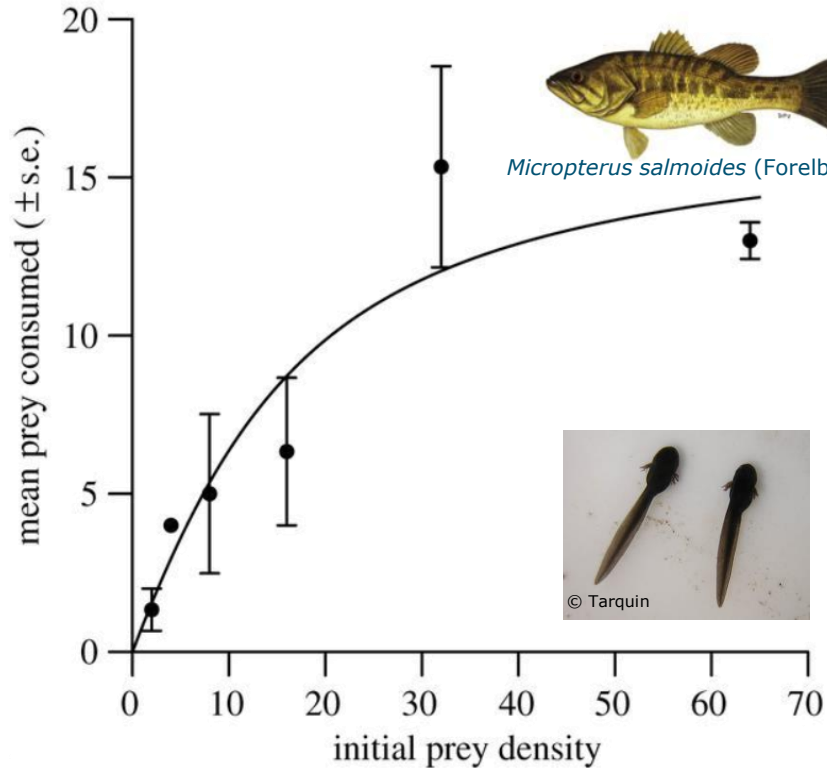 20
15
10
5
0
mean prey consumed (±s.e.)
Micropterus salmoides (Forelb
© Tarquin
0 10 20 30 40 50 60 70
initial prey density